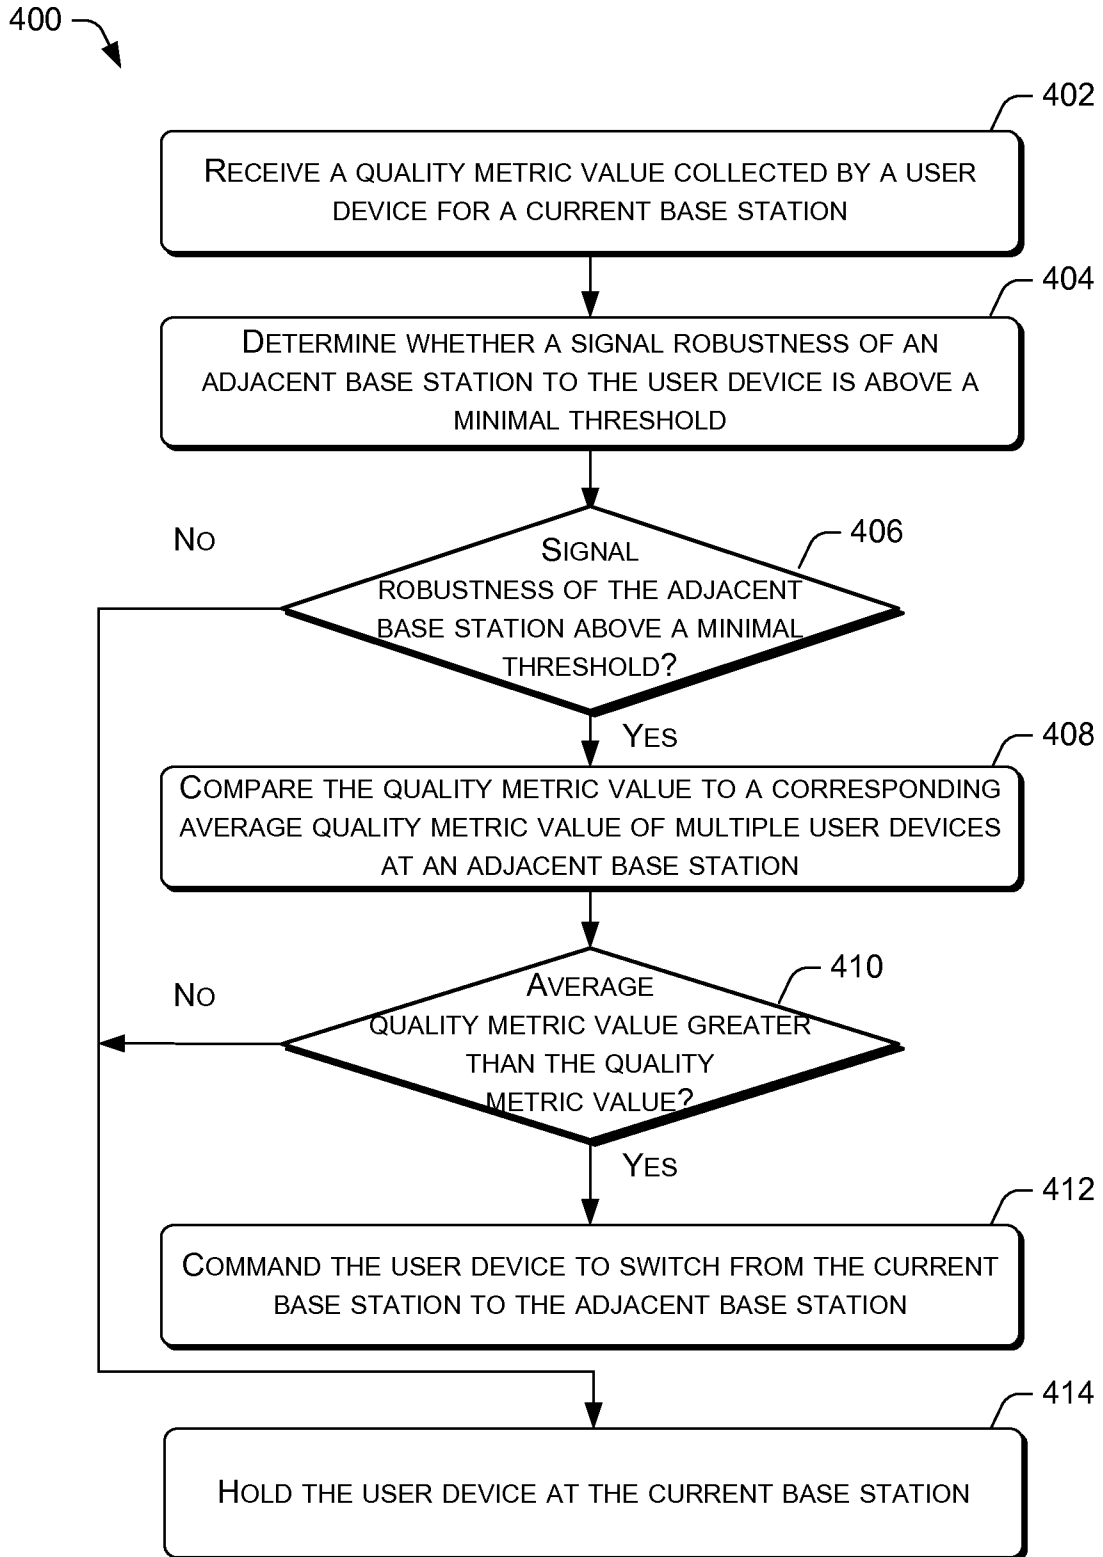 400
402
RECEIVE A QUALITY METRIC VALUE COLLECTED BY A USER
DEVICE FOR A CURRENT BASE STATION
404
DETERMINE WHETHER A SIGNAL ROBUSTNESS OF AN
ADJACENT BASE STATION TO THE USER DEVICE IS ABOVE A
MINIMAL THRESHOLD
406
NO
SIGNAL
ROBUSTNESS OF THE ADJACENT
BASE STATION ABOVE A MINIMAL
THRESHOLD?
YES
408
COMPARE THE QUALITY METRIC VALUE TO A CORRESPONDING
AVERAGE QUALITY METRIC VALUE OF MULTIPLE USER DEVICES
AT AN ADJACENT BASE STATION
410
NO
AVERAGE
QUALITY METRIC VALUE GREATER
THAN THE QUALITY
METRIC VALUE?
YES
412
COMMAND THE USER DEVICE TO SWITCH FROM THE CURRENT
BASE STATION TO THE ADJACENT BASE STATION
414
HOLD THE USER DEVICE AT THE CURRENT BASE STATION